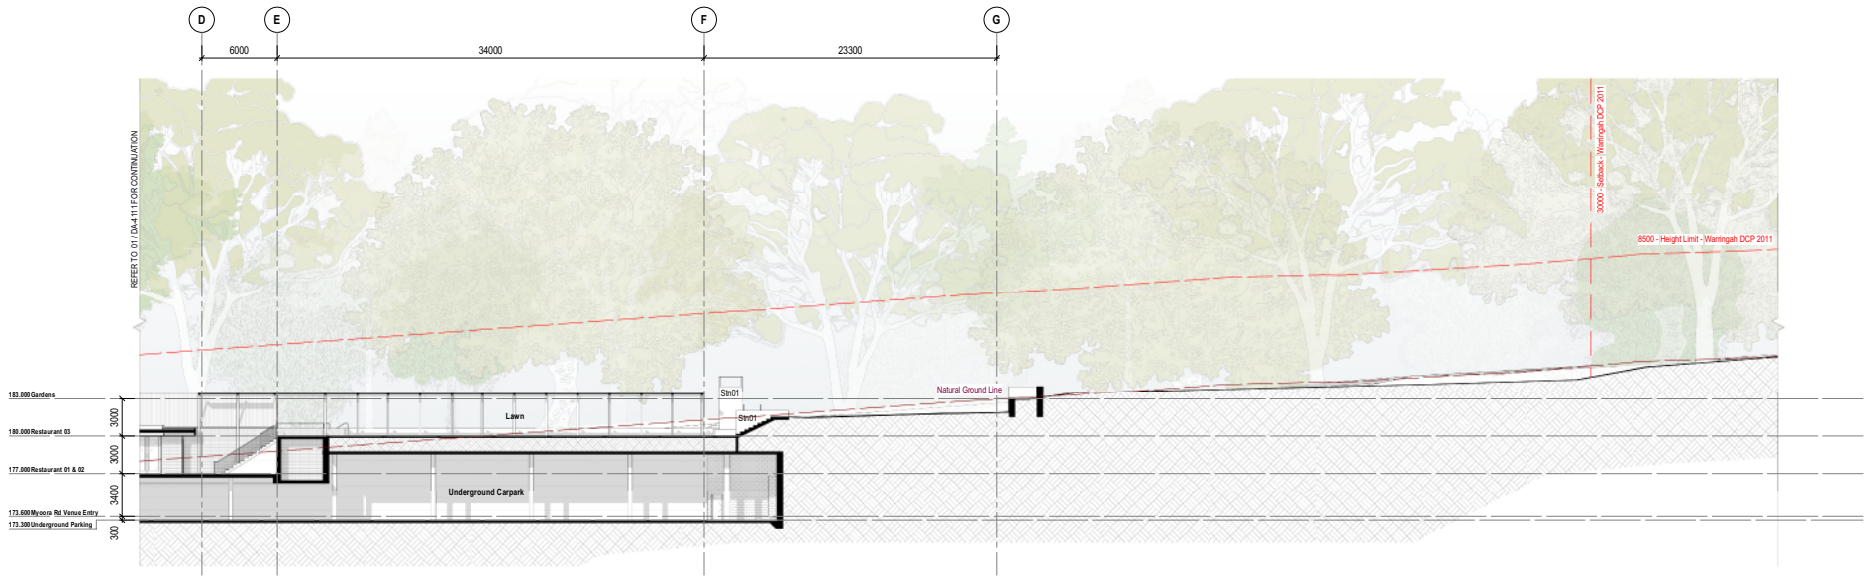 D E F G
6000 34000 23300
REFER TO 01 / DA-4111 FOR CONTINUATION
30000 - Setback - Warringah DCP 2011
8500 - Height Limit - Warringah DCP 2011
Natural Ground Line
Stn01
183.000 Gardens
3000
Lawn
Stn01
180.000 Restaurant 03
3000
177.000 Restaurant 01 & 02
3400
Underground Carpark
173.600 Myoora Rd Venue Entry
173.300 Underground Parking
300